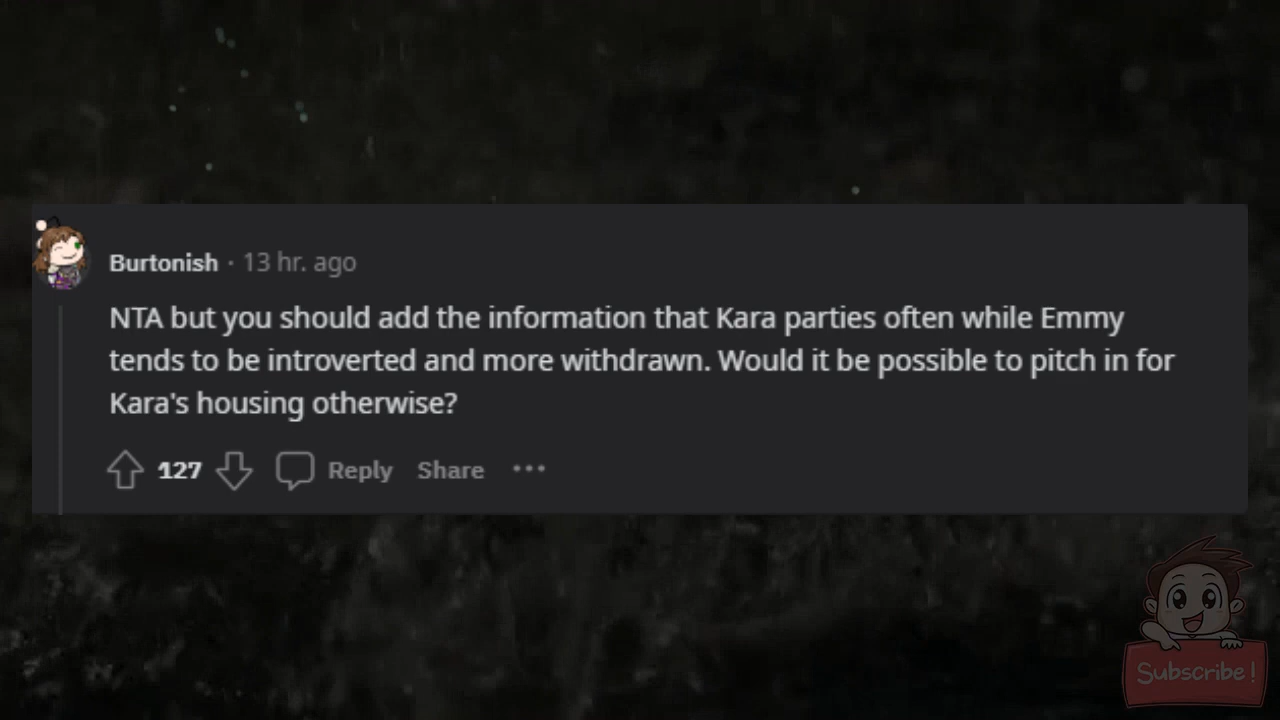 Burtonish · 13 hr. ago
NTA but you should add the information that Kara parties often while Emmy
tends to be introverted and more withdrawn. Would it be possible to pitch in for
Kara's housing otherwise?
127 Reply Share ...
Subscribe!